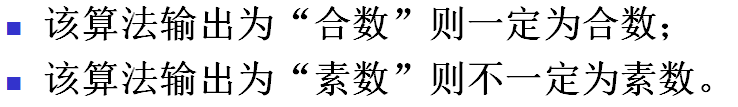 ■ 该算法输出为“合数”则一定为合数；
■ 该算法输出为“素数”则不一定为素数。